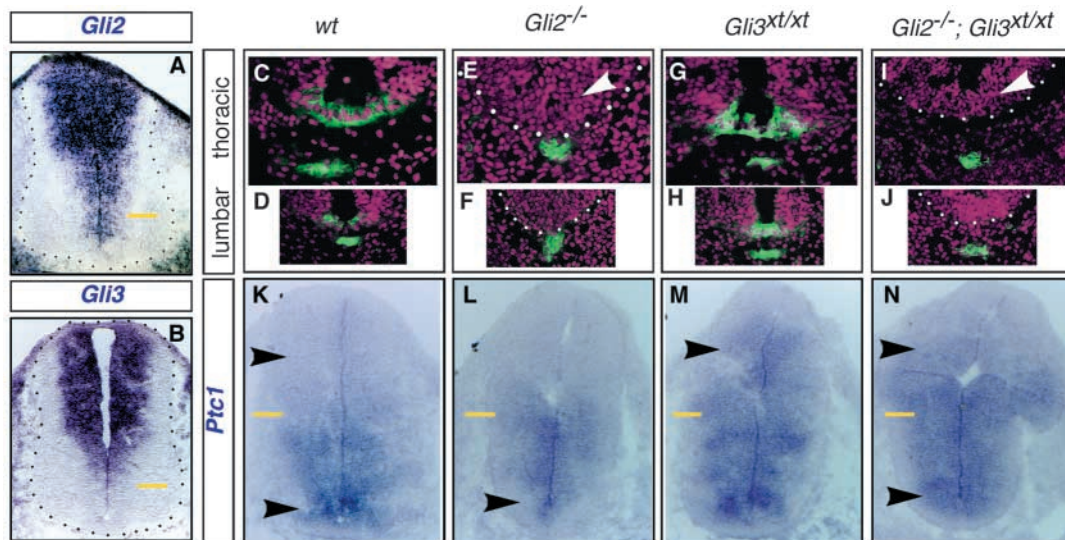 Gli2
wt
Gli2-/-
Gli3xt/xt
Gli2-/-; Gli3xt/xt
A
thoracic
C
E
G
I
lumbar
D
F
H
J
Gli3
B
Ptc1
K
L
M
N